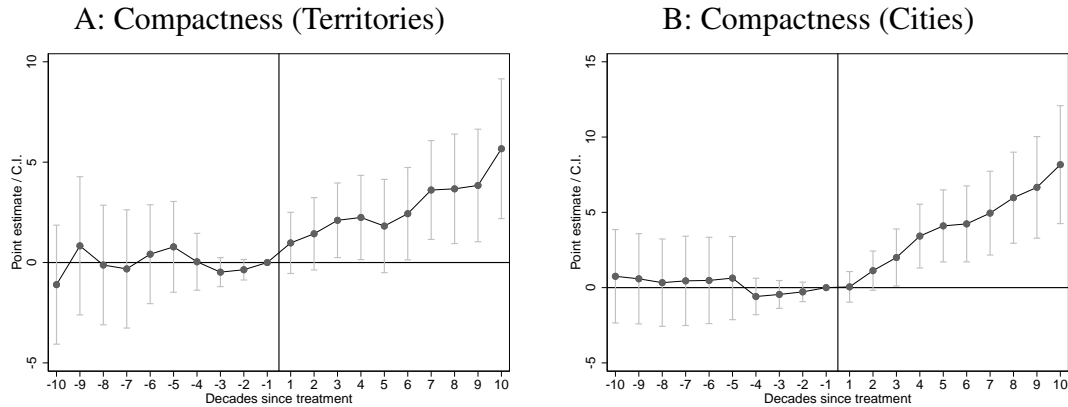 A: Compactness (Territories)
Point estimate / C.I.
10
5
0
-5
-10 -9 -8 -7 -6 -5 -4 -3 -2 -1 1 2 3 4 5 6 7 8 9 10
Decades since treatment
B: Compactness (Cities)
Point estimate / C.I.
15
10
5
0
-5
-10 -9 -8 -7 -6 -5 -4 -3 -2 -1 1 2 3 4 5 6 7 8 9 10
Decades since treatment